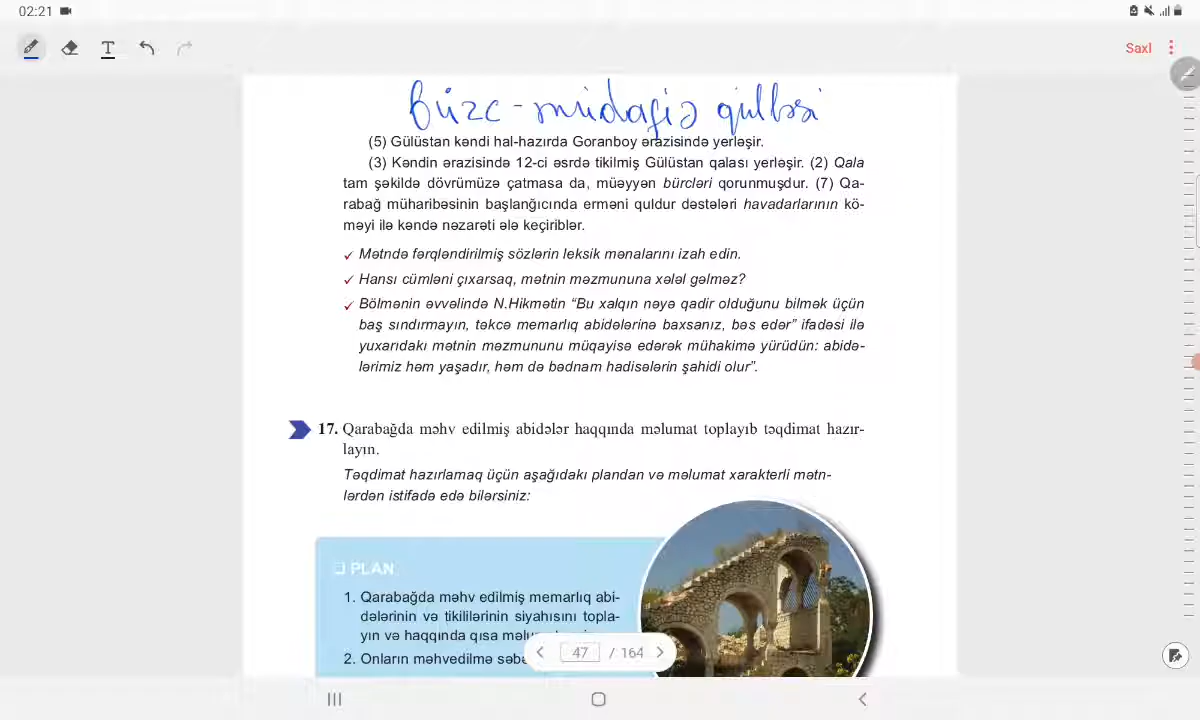 02:21
T
Saxl
büzc - müdafiə qülləsi
(5) Gülüstan kəndi hal-hazırda Goranboy ərazisində yerləşir.
(3) Kəndin ərazisində 12-ci əsrdə tikilmiş Gülüstan qalası yerləşir. (2) Qala
tam şəkildə dövrümüzə çatmasa da, müəyyən bürcləri qorunmuşdur. (7) Qa-
rabağ müharibəsinin başlanğıcında erməni quldur dəstələri havadarlarının kö-
məyi ilə kəndə nəzarəti ələ keçiriblər.
✓ Mətndə fərqləndirilmiş sözlərin leksik mənalarını izah edin.
✓ Hansı cümləni çıxarsaq, mətnin məzmununa xələl gəlməz?
✓ Bölmənin əvvəlində N.Hikmətin “Bu xalqın nəyə qadir olduğunu bilmək üçün
baş sındırmayın, təkcə memarlıq abidələrinə baxsanız, bəs edər” ifadəsi ilə
yuxarıdakı mətnin məzmununu müqayisə edərək mühakimə yürüdün: abidə-
lərimiz həm yaşadır, həm də bədnam hadisələrin şahidi olur”.
17. Qarabağda məhv edilmiş abidələr haqqında məlumat toplayıb təqdimat hazır-
layın.
Təqdimat hazırlamaq üçün aşağıdakı plandan və məlumat xarakterli mətn-
lərdən istifadə edə bilərsiniz:
❑ PLAN
1. Qarabağda məhv edilmiş memarlıq abi-
dələrinin və tikililərinin siyahısını topla-
yın və haqqında qısa
2. Onların məhvedilmə
47 / 164